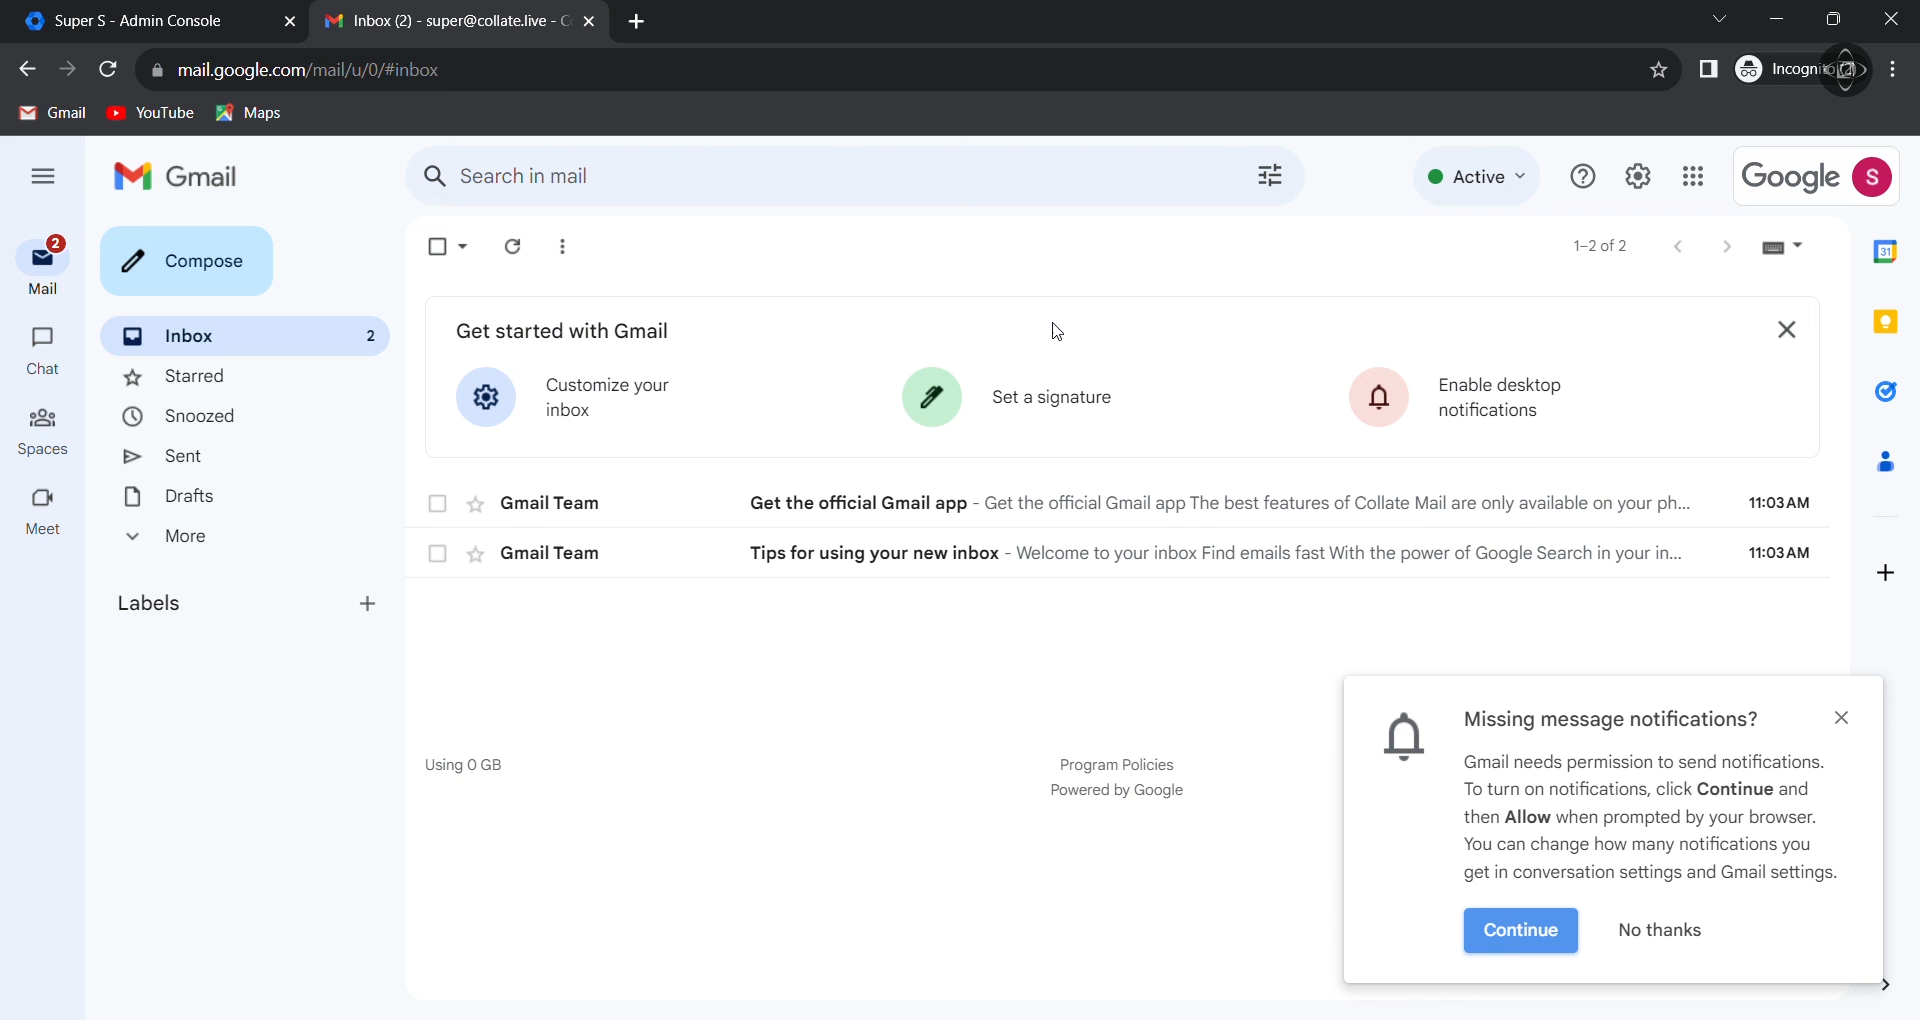 Super S - Admin Console
Inbox (2) - super@collate.live - C
mail.google.com/mail/u/0/#inbox
Gmail
YouTube
Maps
Gmail
Search in mail
Active
Google
S
2
Mail
Compose
1–2 of 2
31
Inbox
2
Get started with Gmail
Chat
Starred
Customize your
inbox
Set a signature
Enable desktop
notifications
Snoozed
Spaces
Sent
Drafts
Gmail Team
Get the official Gmail app - Get the official Gmail app The best features of Collate Mail are only available on your ph...
11:03 AM
Meet
More
Gmail Team
Tips for using your new inbox - Welcome to your inbox Find emails fast With the power of Google Search in your in...
11:03 AM
Labels
Using 0 GB
Program Policies
Powered by Google
Missing message notifications?
Gmail needs permission to send notifications.
To turn on notifications, click Continue and
then Allow when prompted by your browser.
You can change how many notifications you
get in conversation settings and Gmail settings.
Continue
No thanks